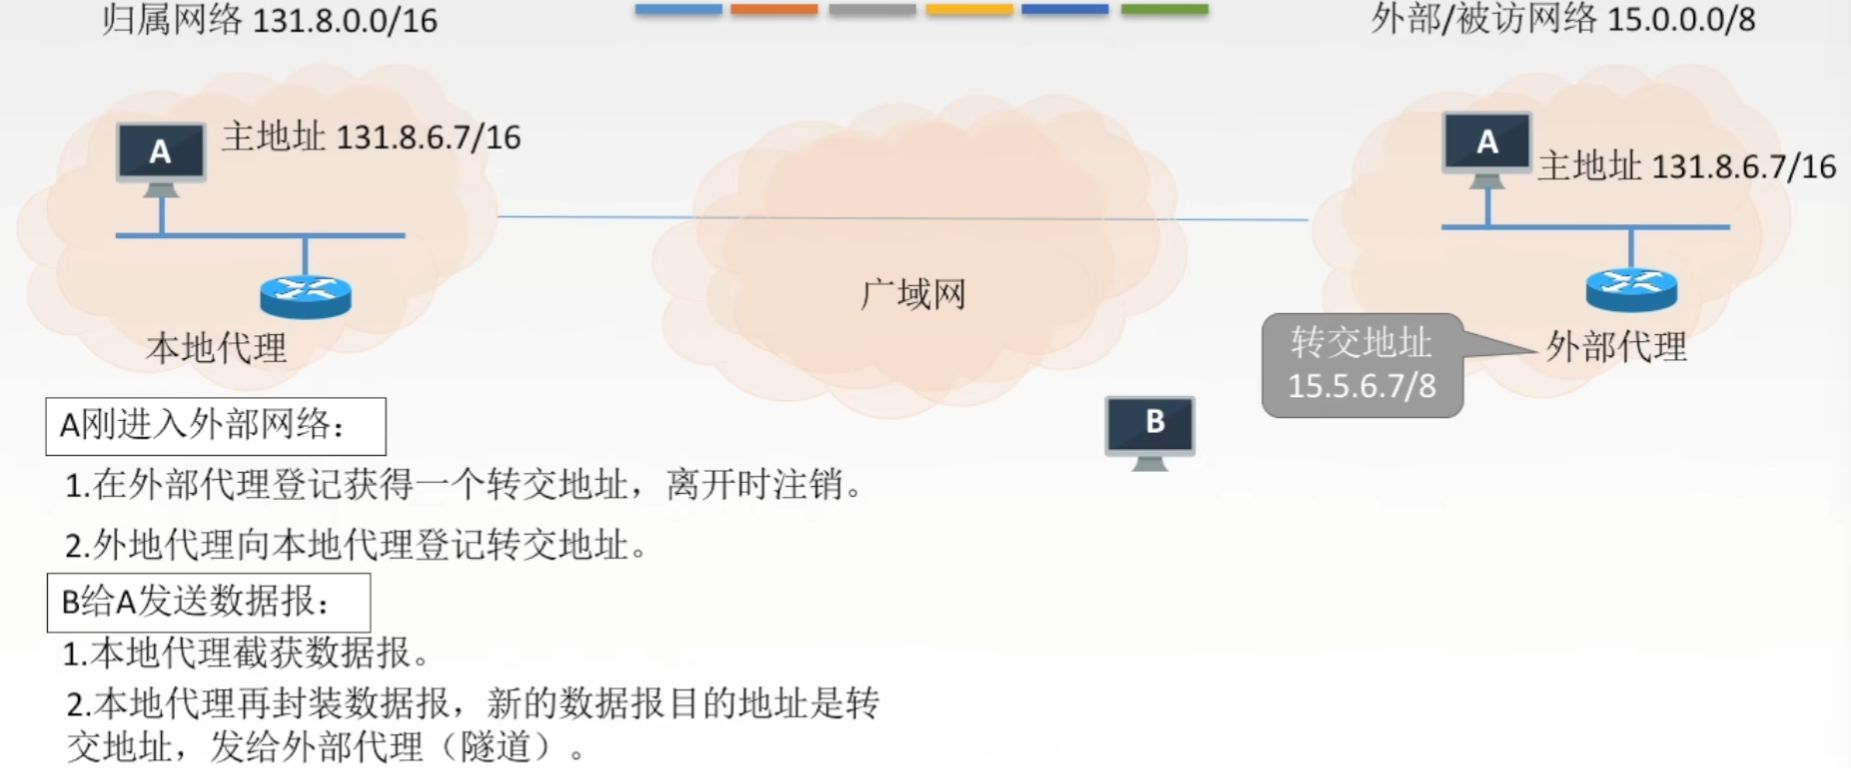 归属网络 131.8.0.0/16
外部/被访网络 15.0.0.0/8
A
主地址 131.8.6.7/16
A
主地址 131.8.6.7/16
广域网
本地代理
转交地址
15.5.6.7/8
外部代理
B
A刚进入外部网络：
1.在外部代理登记获得一个转交地址，离开时注销。
2.外地代理向本地代理登记转交地址。
B给A发送数据报：
1.本地代理截获数据报。
2.本地代理再封装数据报，新的数据报目的地址是转
交地址，发给外部代理（隧道）。